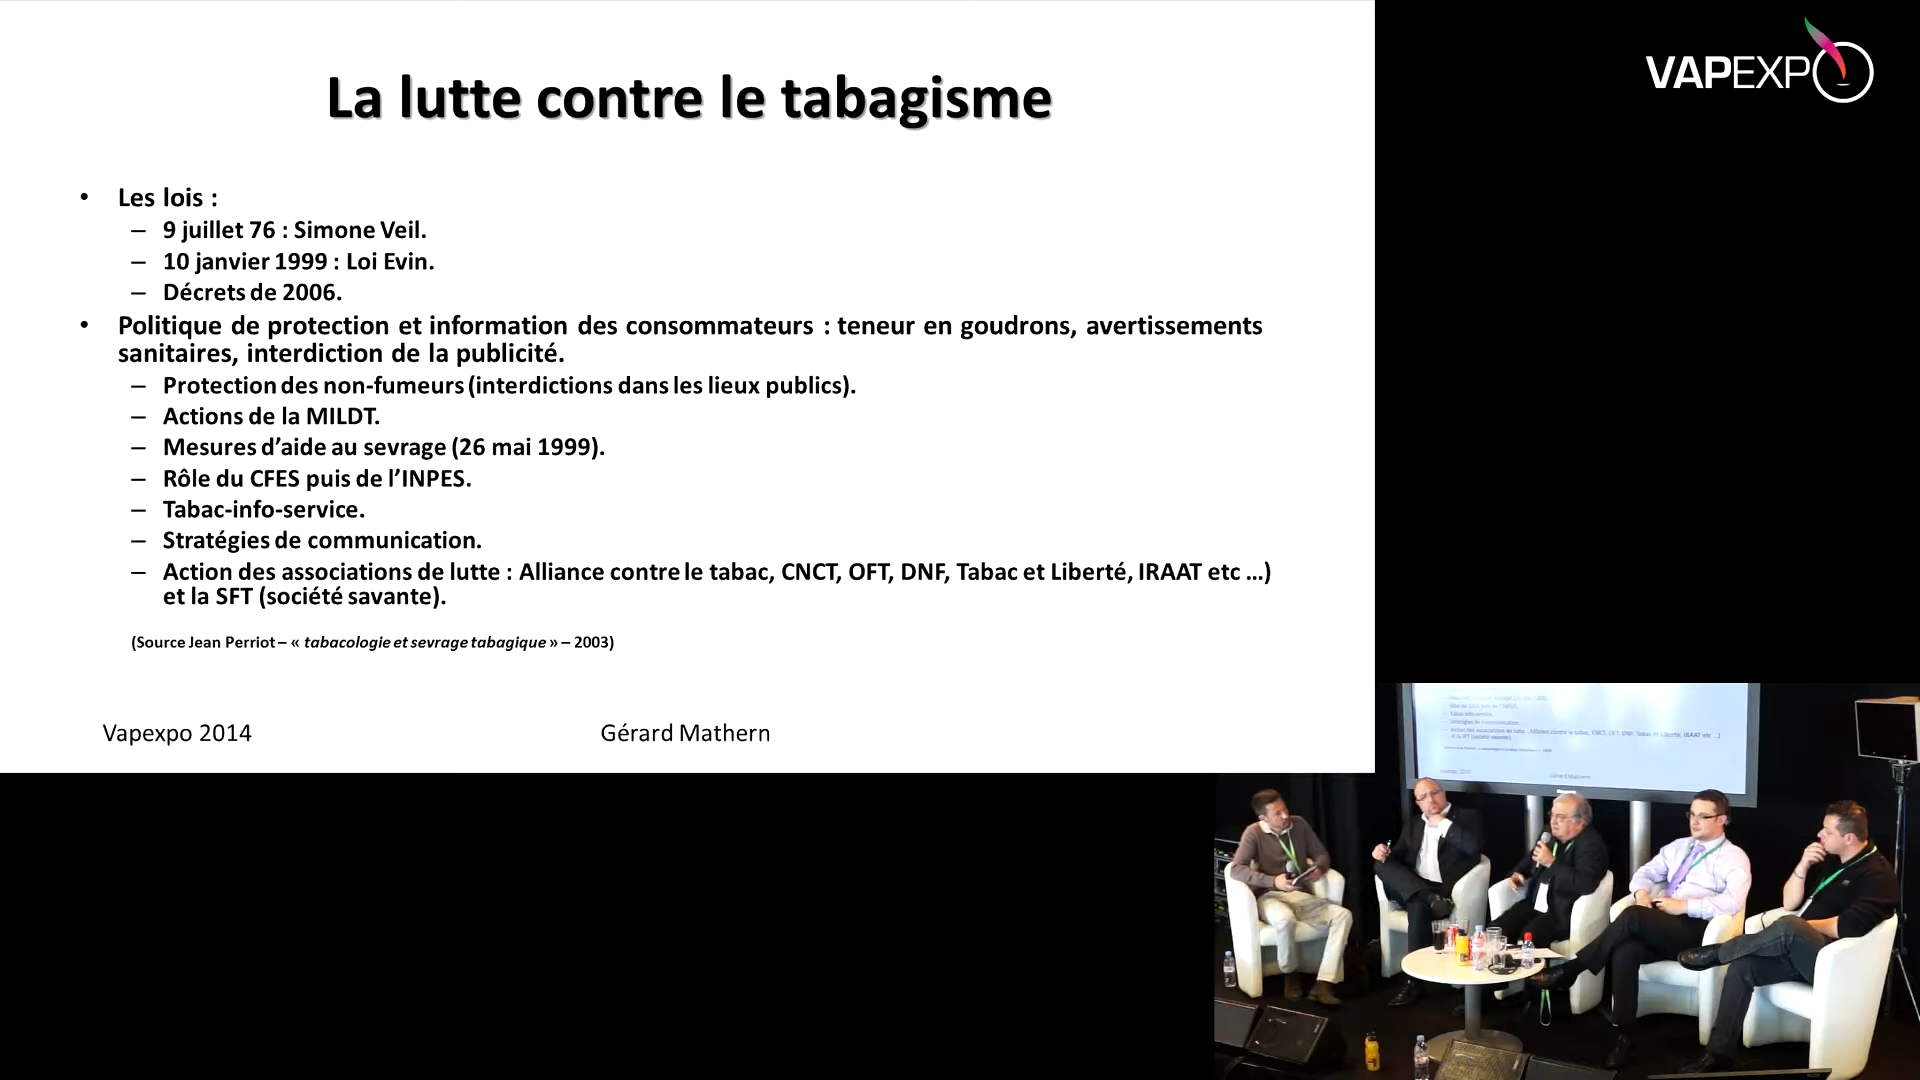 VAPEXPO
La lutte contre le tabagisme
• Les lois :
– 9 juillet 76 : Simone Veil.
– 10 janvier 1999 : Loi Evin.
– Décrets de 2006.
• Politique de protection et information des consommateurs : teneur en goudrons, avertissements
sanitaires, interdiction de la publicité.
– Protection des non-fumeurs (interdictions dans les lieux publics).
– Actions de la MILDT.
– Mesures d’aide au sevrage (26 mai 1999).
– Rôle du CFES puis de l’INPES.
– Tabac-info-service.
– Stratégies de communication.
– Action des associations de lutte : Alliance contre le tabac, CNCT, OFT, DNF, Tabac et Liberté, IRAAT etc …)
et la SFT (société savante).
(Source Jean Perriot – « tabacologie et sevrage tabagique » – 2003)
Vapexpo 2014
Gérard Mathern